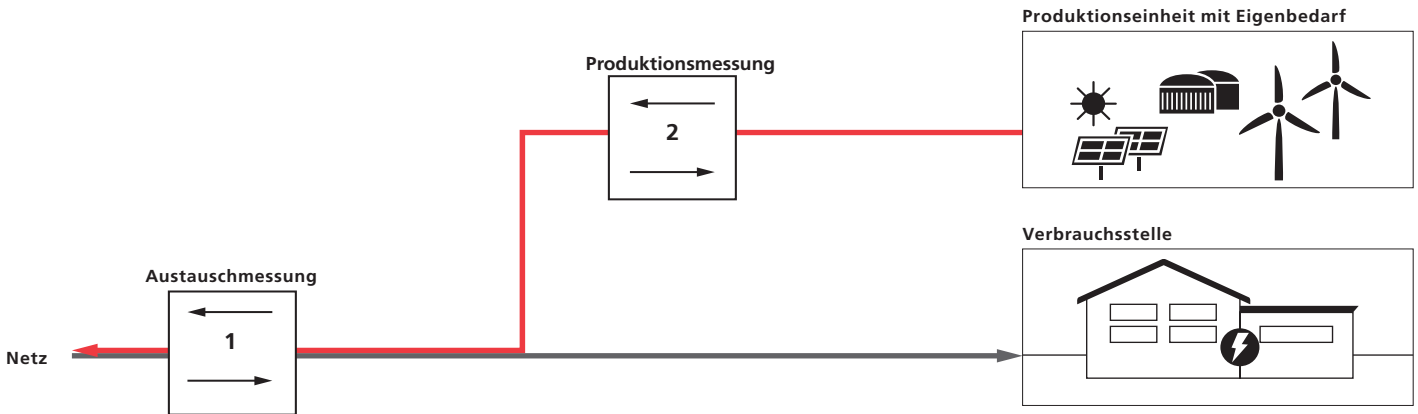 Produktionseinheit mit Eigenbedarf
Produktionsmessung
2
Verbrauchsstelle
Austauschmessung
1
Netz